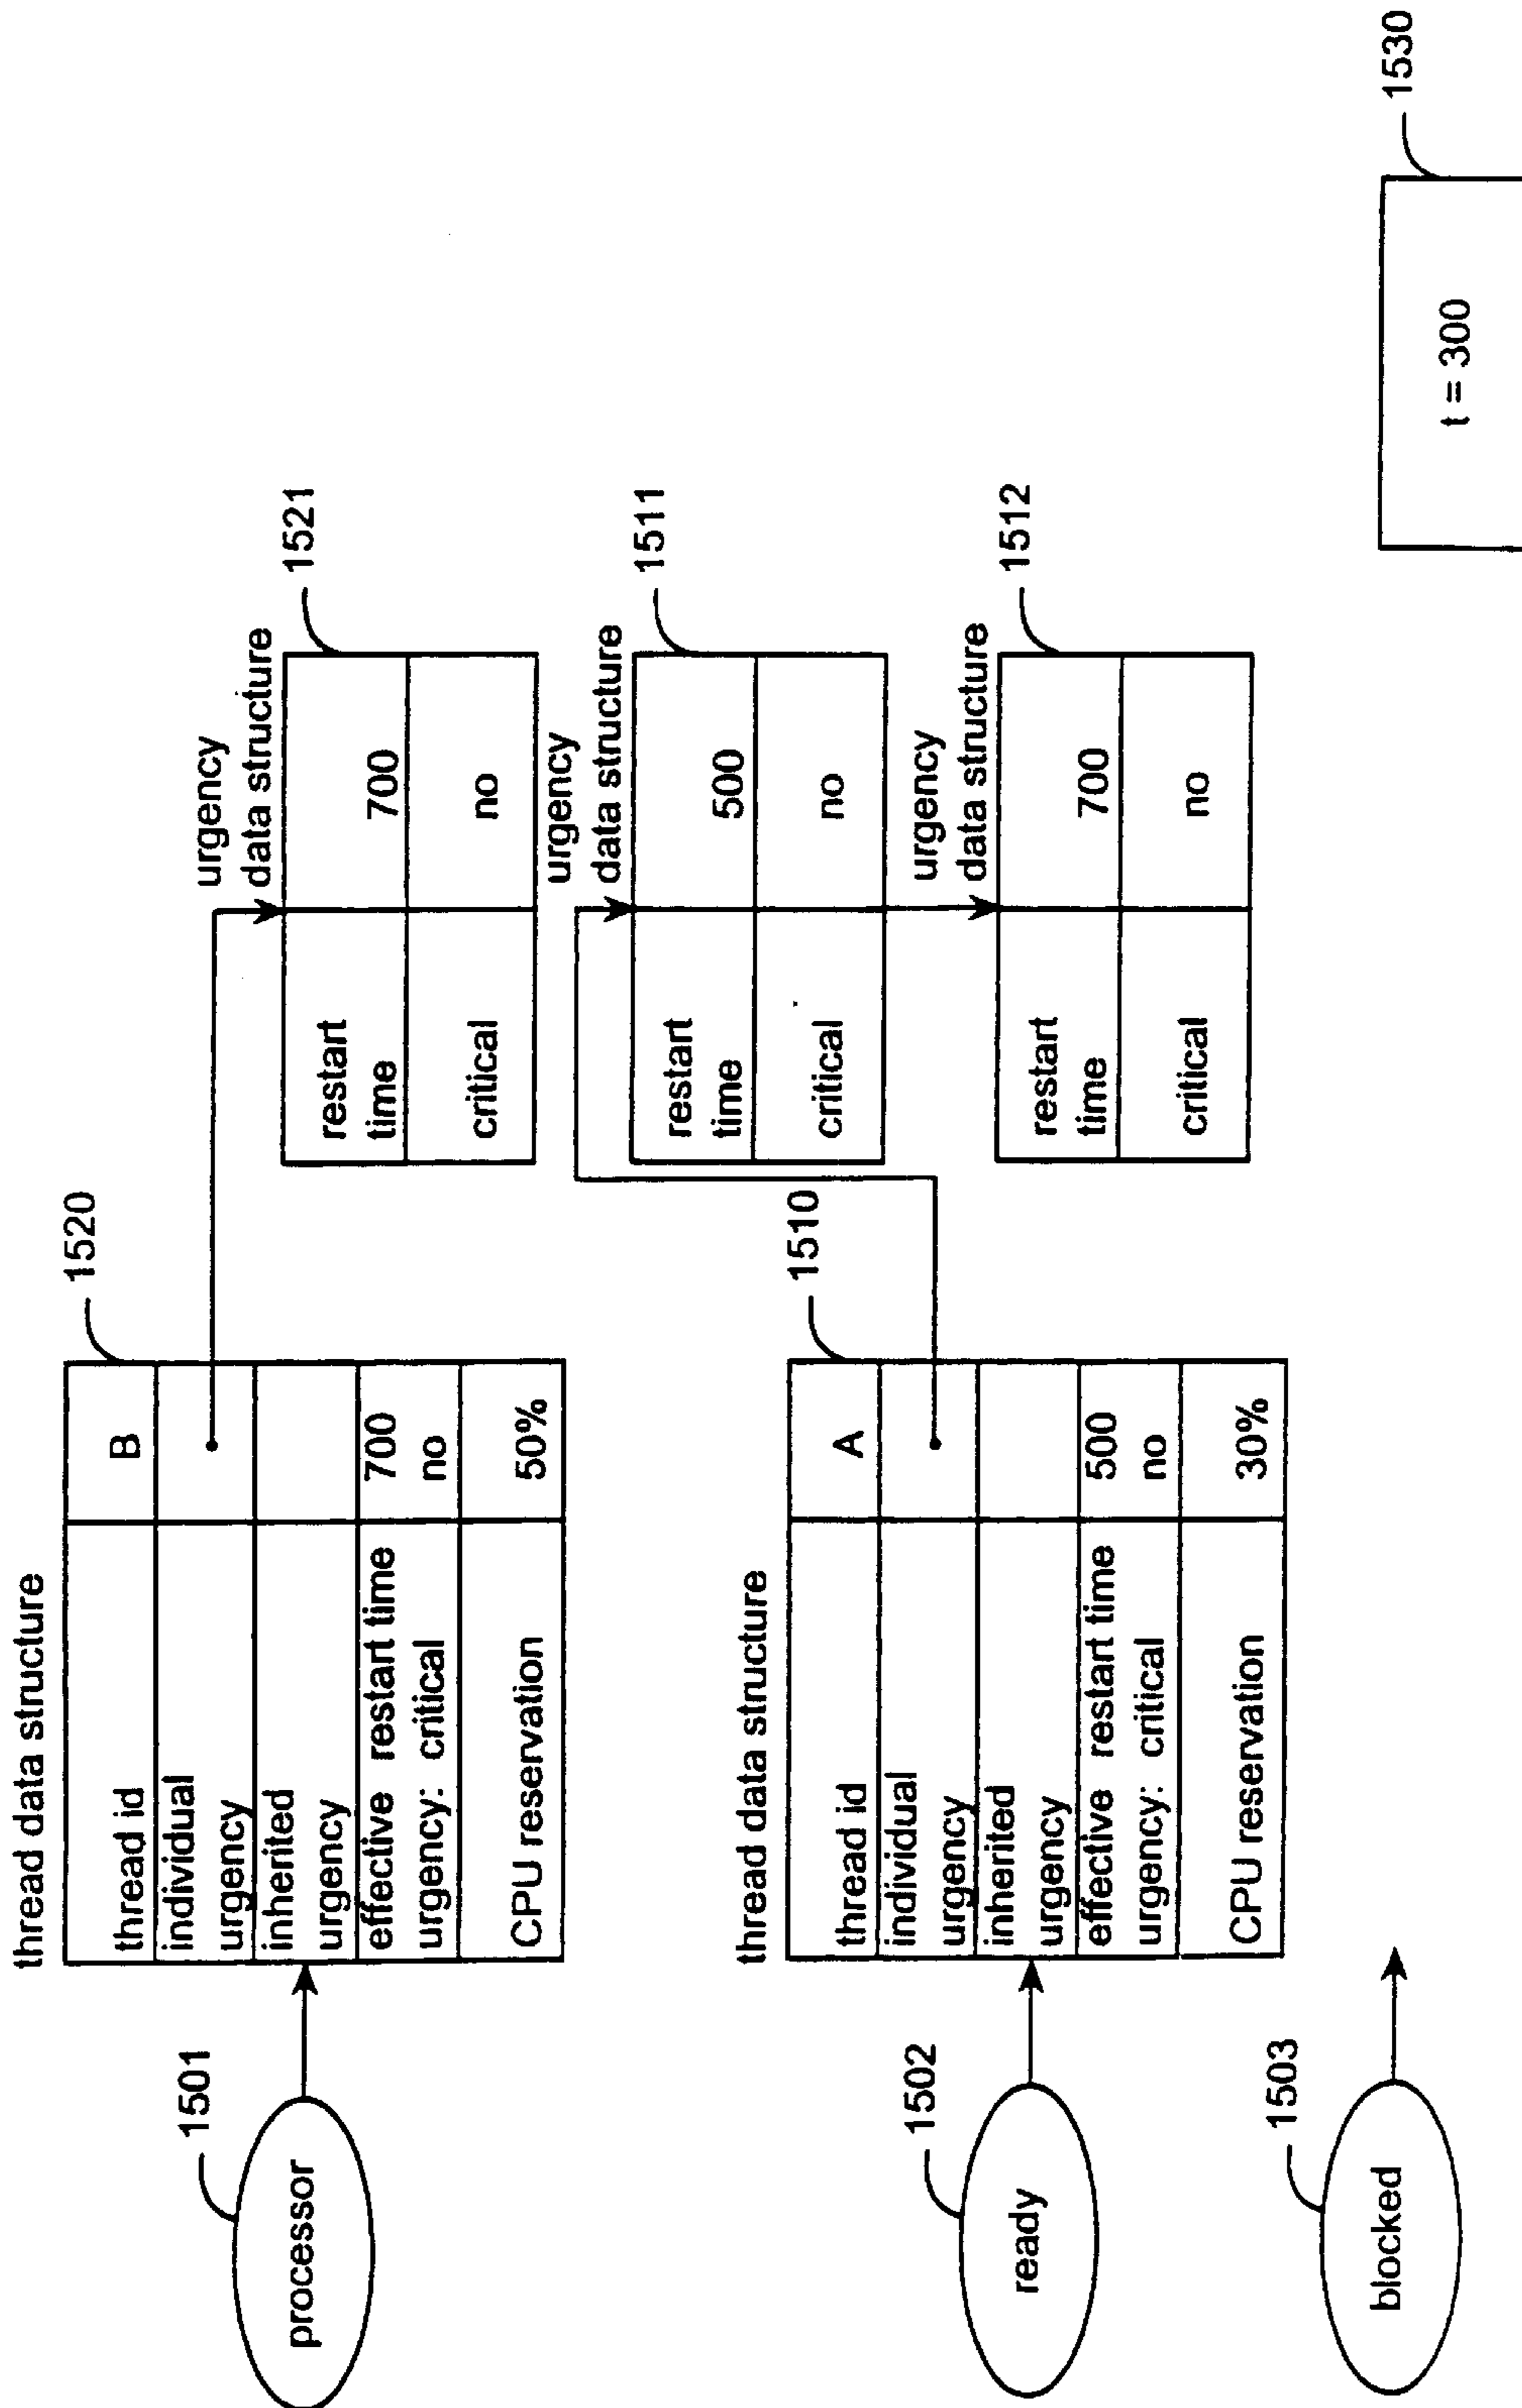 thread data structure
1520
thread id B
individual
urgency
inherited
urgency
effective restart time 700
urgency: critical no
CPU reservation 50%
1501
processor
urgency
data structure
1521
restart
time 700
critical no
thread data structure
1510
thread id A
individual
urgency
inherited
urgency
effective restart time 500
urgency: critical no
CPU reservation 30%
1502
ready
urgency
data structure
1511
restart
time 500
critical no
urgency
data structure
1512
restart
time 700
critical no
1503
blocked
1530
t = 300